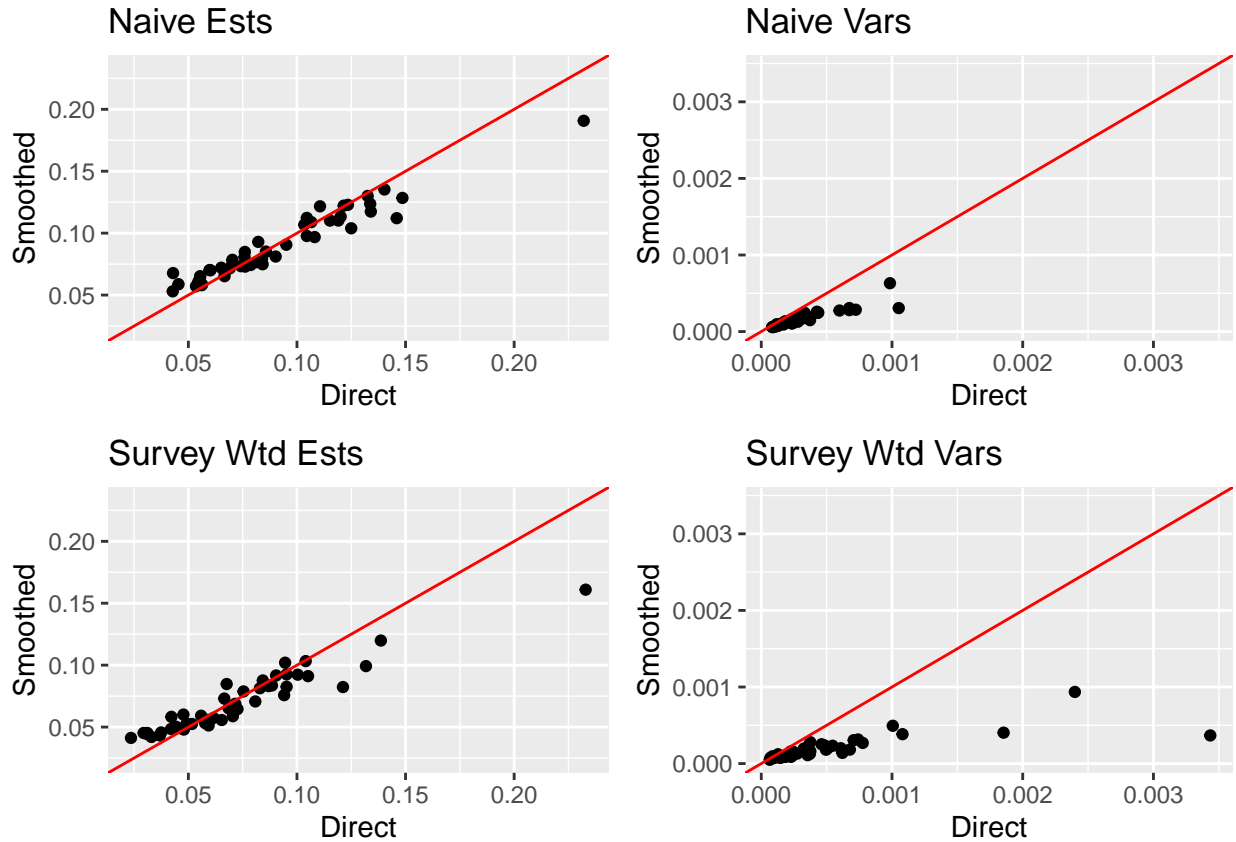 Naive Ests
Smoothed
0.20
0.15
0.10
0.05
0.05 0.10 0.15 0.20
Direct
Naive Vars
Smoothed
0.003
0.002
0.001
0.000
0.000 0.001 0.002 0.003
Direct
Survey Wtd Ests
Smoothed
0.20
0.15
0.10
0.05
0.05 0.10 0.15 0.20
Direct
Survey Wtd Vars
Smoothed
0.003
0.002
0.001
0.000
0.000 0.001 0.002 0.003
Direct